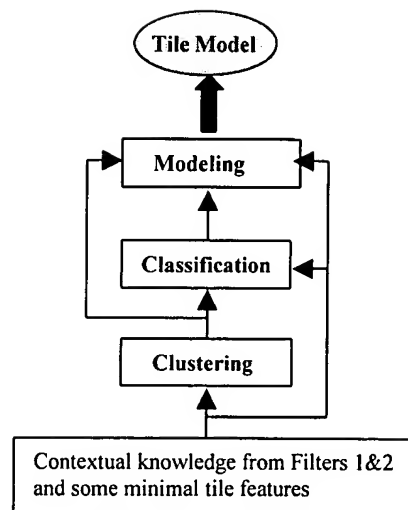 Tile Model
Modeling
Classification
Clustering
Contextual knowledge from Filters 1&2
and some minimal tile features